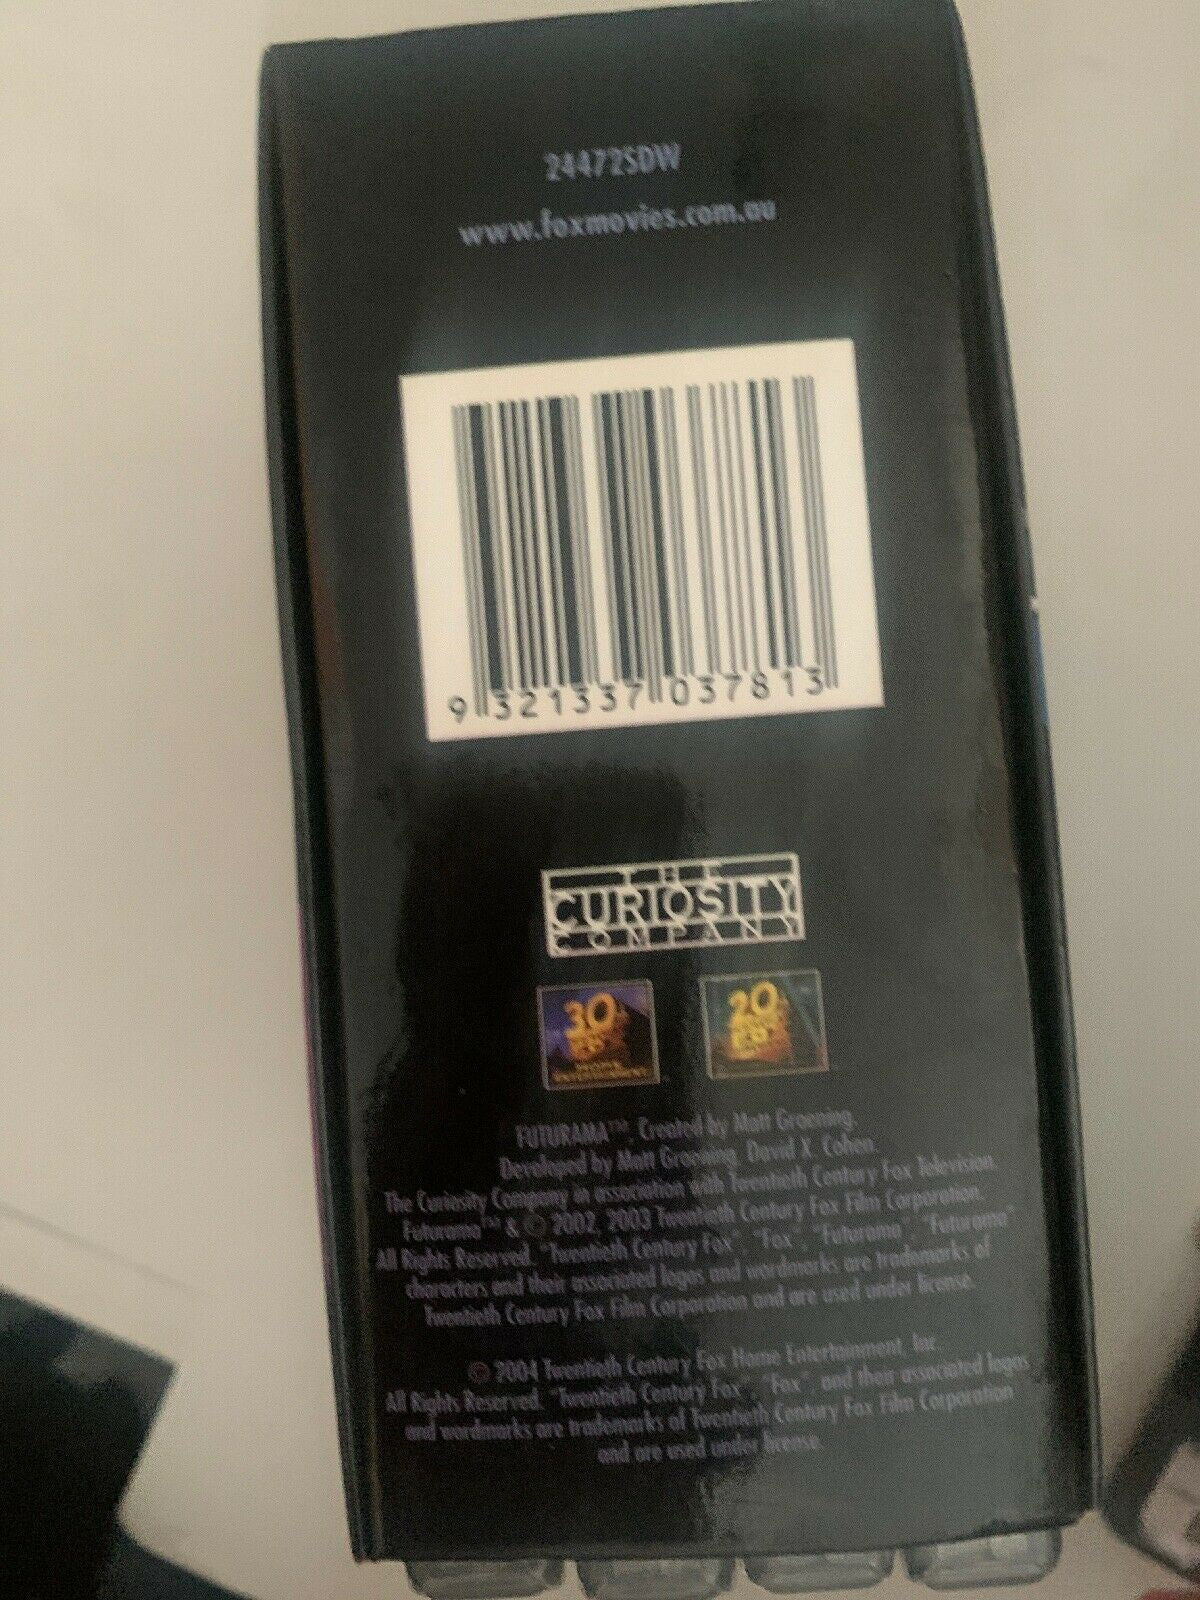 24472SDW
www.foxmovies.com.au
9 321337 037813
THE
CURIOSITY
COMPANY
30
20
FUTURAMA™, Created by Matt Groening.
Developed by Matt Groening, David X. Cohen.
The Curiosity Company in association with Twentieth Century Fox Television.
Futurama™ & © 2002, 2003 Twentieth Century Fox Film Corporation.
All Rights Reserved. "Twentieth Century Fox", "Fox", "Futurama", "Futurama"
characters and their associated logos and wordmarks are trademarks of
Twentieth Century Fox Film Corporation and are used under license.
© 2004 Twentieth Century Fox Home Entertainment, Inc.
All Rights Reserved. "Twentieth Century Fox", "Fox" and their associated logos
and wordmarks are trademarks of Twentieth Century Fox Film Corporation
and are used under license.